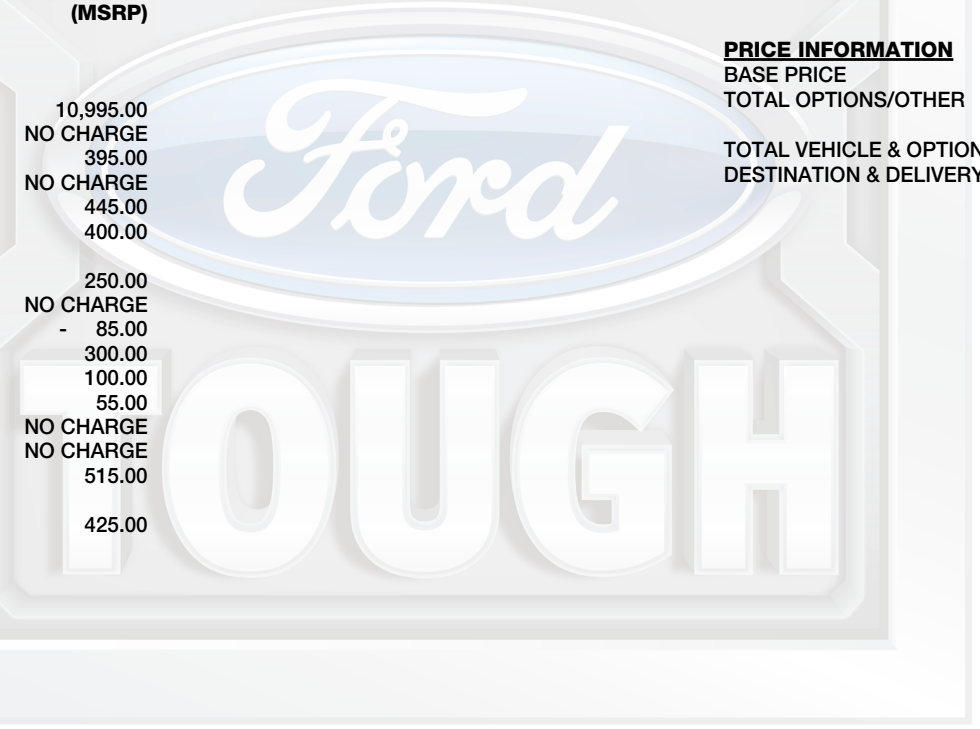 (MSRP)
10,995.00
NO CHARGE
395.00
NO CHARGE
445.00
400.00
250.00
NO CHARGE
- 85.00
300.00
100.00
55.00
NO CHARGE
NO CHARGE
515.00
425.00
PRICE INFORMATION
BASE PRICE
TOTAL OPTIONS/OTHER
TOTAL VEHICLE & OPTION
DESTINATION & DELIVERY
Ford
TOUGH